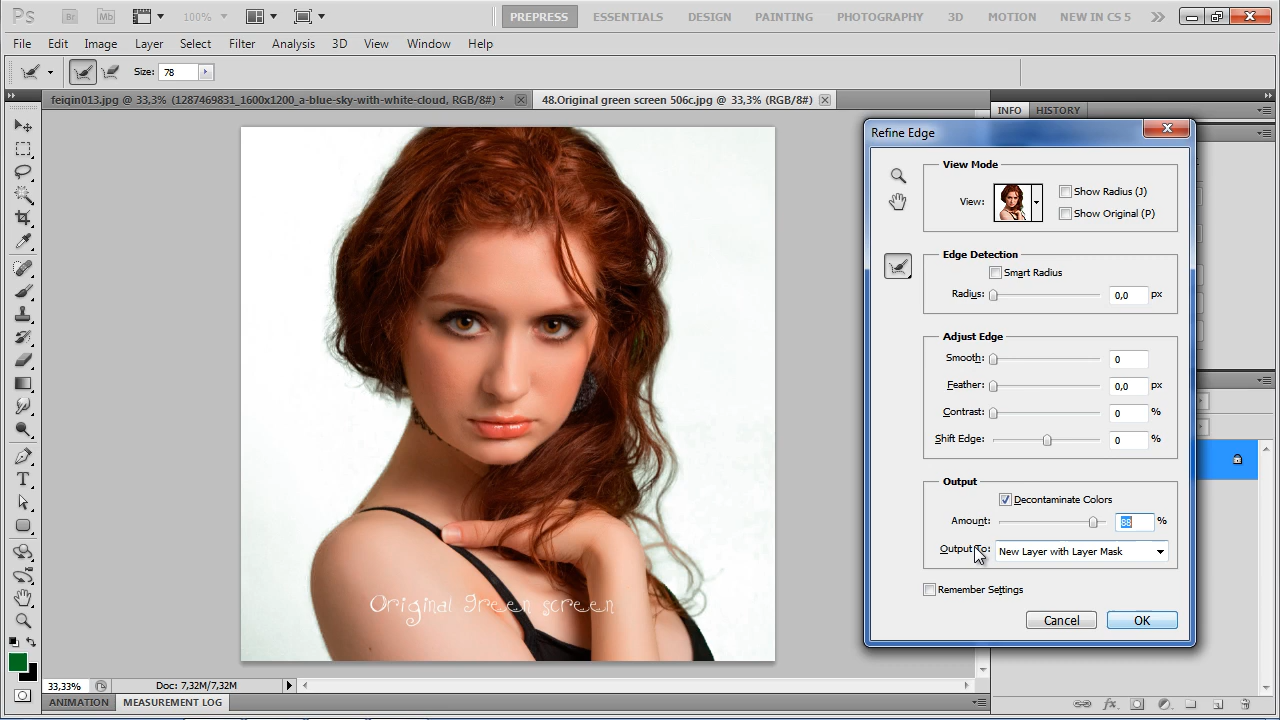 Ps Br Mb 100% PREPRESS ESSENTIALS DESIGN PAINTING PHOTOGRAPHY 3D MOTION NEW IN CS 5
File Edit Image Layer Select Filter Analysis 3D View Window Help
Size: 78
feiqin013.jpg @ 33,3% (1287469831_1600x1200_a-blue-sky-with-white-cloud, RGB/8#) *
48.Original green screen 506c.jpg @ 33,3% (RGB/8#)
INFO HISTORY
Refine Edge
View Mode
View:
Show Radius (J)
Show Original (P)
Edge Detection
Smart Radius
Radius: 0,0 px
Adjust Edge
Smooth: 0
Feather: 0,0 px
Contrast: 0 %
Shift Edge: 0 %
Output
Decontaminate Colors
Amount: 88 %
Output To: New Layer with Layer Mask
Remember Settings
Cancel OK
Original Green screen
33,33% Doc: 7,32M/7,32M
ANIMATION MEASUREMENT LOG